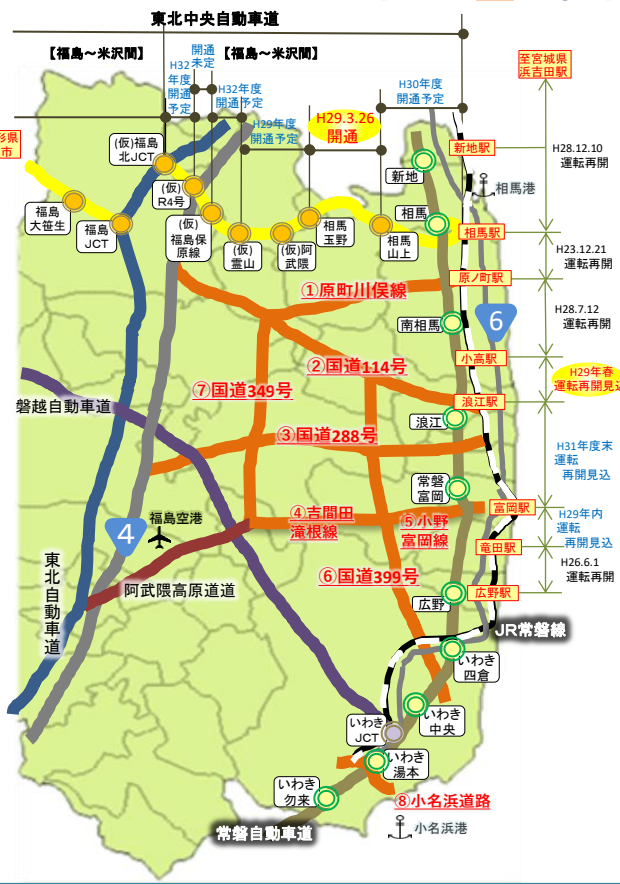 東北中央自動車道
【福島～米沢間】
【福島～米沢間】
H32
年度
開通
予定
開通
未定
H32年度
開通予定
H29年度
開通予定
H29.3.26
開通
H30年度
開通予定
至宮城県
浜吉田駅
形県
市
(仮)福島
北JCT
(仮)
R4号
(仮)
福島保
原線
福島
大笹生
福島
JCT
(仮)
霊山
(仮)阿
武隈
相馬
玉野
相馬
山上
新地
相馬
新地駅
相馬港
相馬駅
原ノ町駅
H28.12.10
運転再開
H23.12.21
運転再開
①原町川俣線
南相馬
6
H28.7.12
運転再開
小高駅
②国道114号
H29年春
運転再開見込
⑦国道349号
浪江駅
磐越自動車道
浪江
③国道288号
H31年度末
運転
再開見込
常磐
富岡
富岡駅
④吉間田
滝根線
⑤小野
富岡線
H29年内
運転
再開見込
4
福島空港
竜田駅
東北自動車道
⑥国道399号
H26.6.1
運転再開
阿武隈高原道道
広野
広野駅
JR常磐線
いわき
四倉
いわき
中央
いわき
JCT
いわき
湯本
いわき
勿来
⑧小名浜道路
常磐自動車道
小名浜港